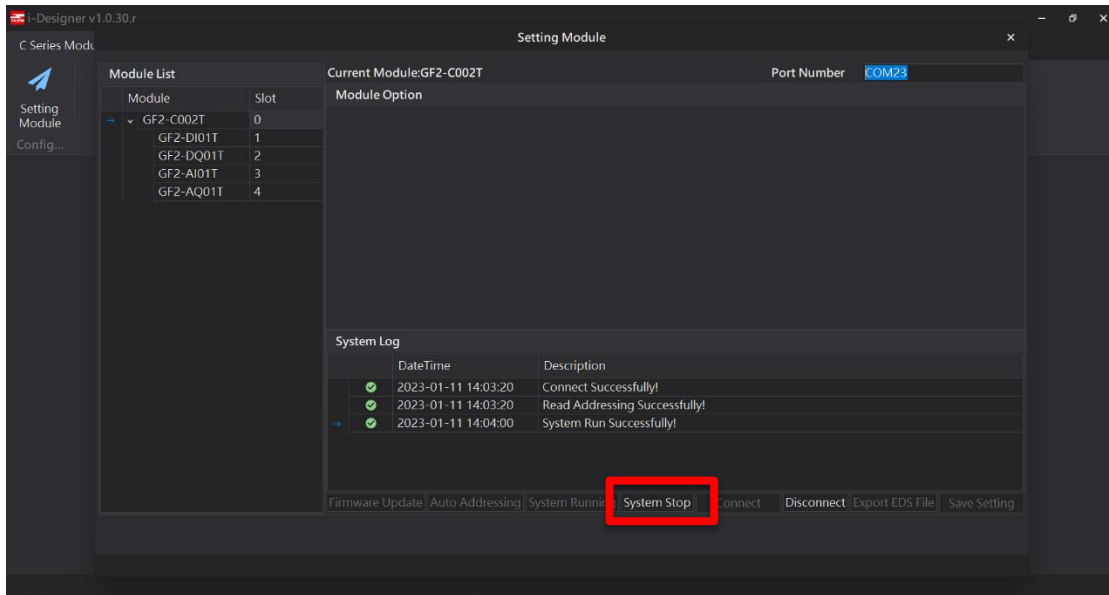 i-Designer v1.0.30.r
Setting Module
C Series Modu
Module List
Current Module:GF2-C002T
Port Number COM23
Module Slot
Module Option
Setting
Module
Config...
GF2-C002T 0
GF2-DI01T 1
GF2-DQ01T 2
GF2-AI01T 3
GF2-AQ01T 4
System Log
DateTime Description
2023-01-11 14:03:20 Connect Successfully!
2023-01-11 14:03:20 Read Addressing Successfully!
2023-01-11 14:04:00 System Run Successfully!
Firmware Update Auto Addressing System Running System Stop Connect Disconnect Export EDS File Save Setting